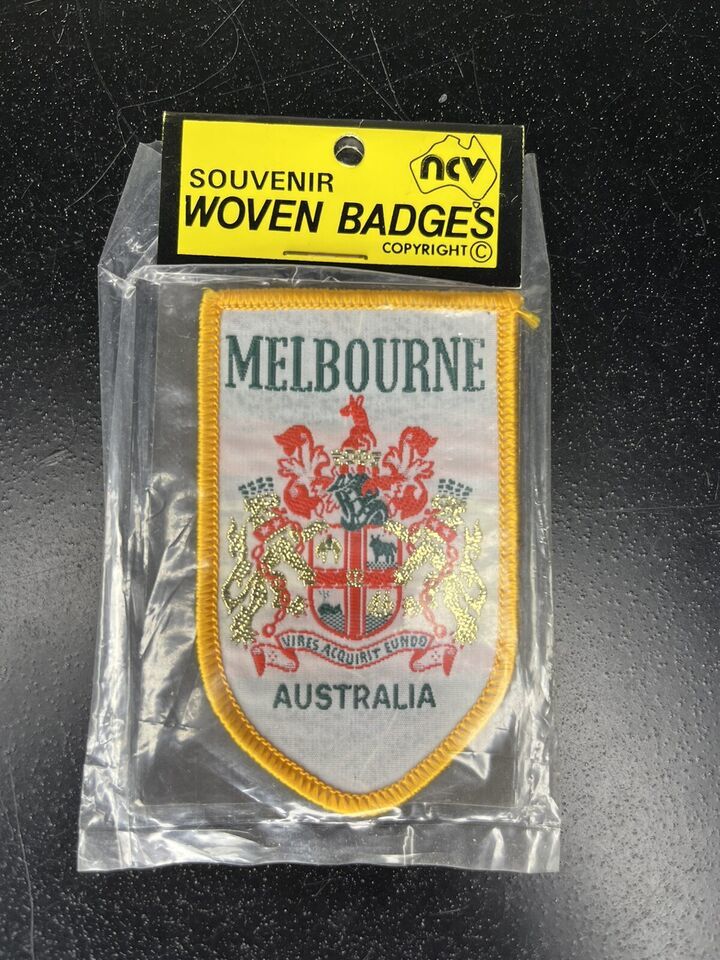 SOUVENIR
ncv
WOVEN BADGES
COPYRIGHT ©
MELBOURNE
VIRES ACQUIRIT EUNDO
AUSTRALIA